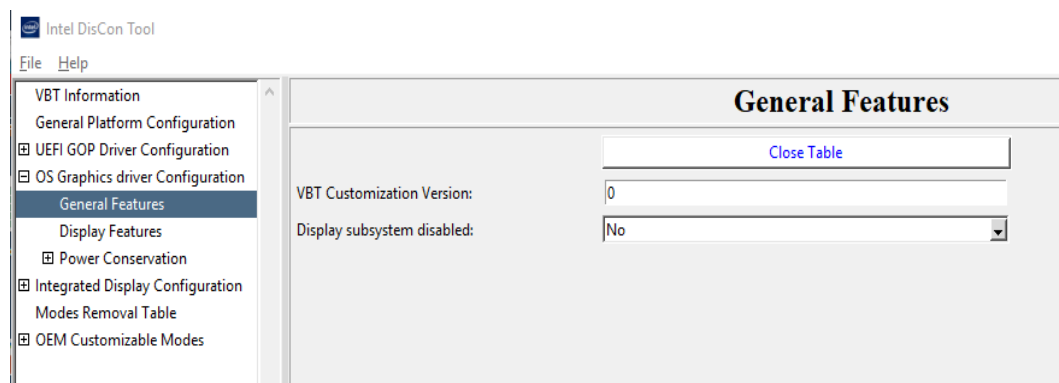 Intel DisCon Tool
File Help
VBT Information
General Platform Configuration
UEFI GOP Driver Configuration
OS Graphics driver Configuration
General Features
Display Features
Power Conservation
Integrated Display Configuration
Modes Removal Table
OEM Customizable Modes
General Features
Close Table
VBT Customization Version: 0
Display subsystem disabled: No